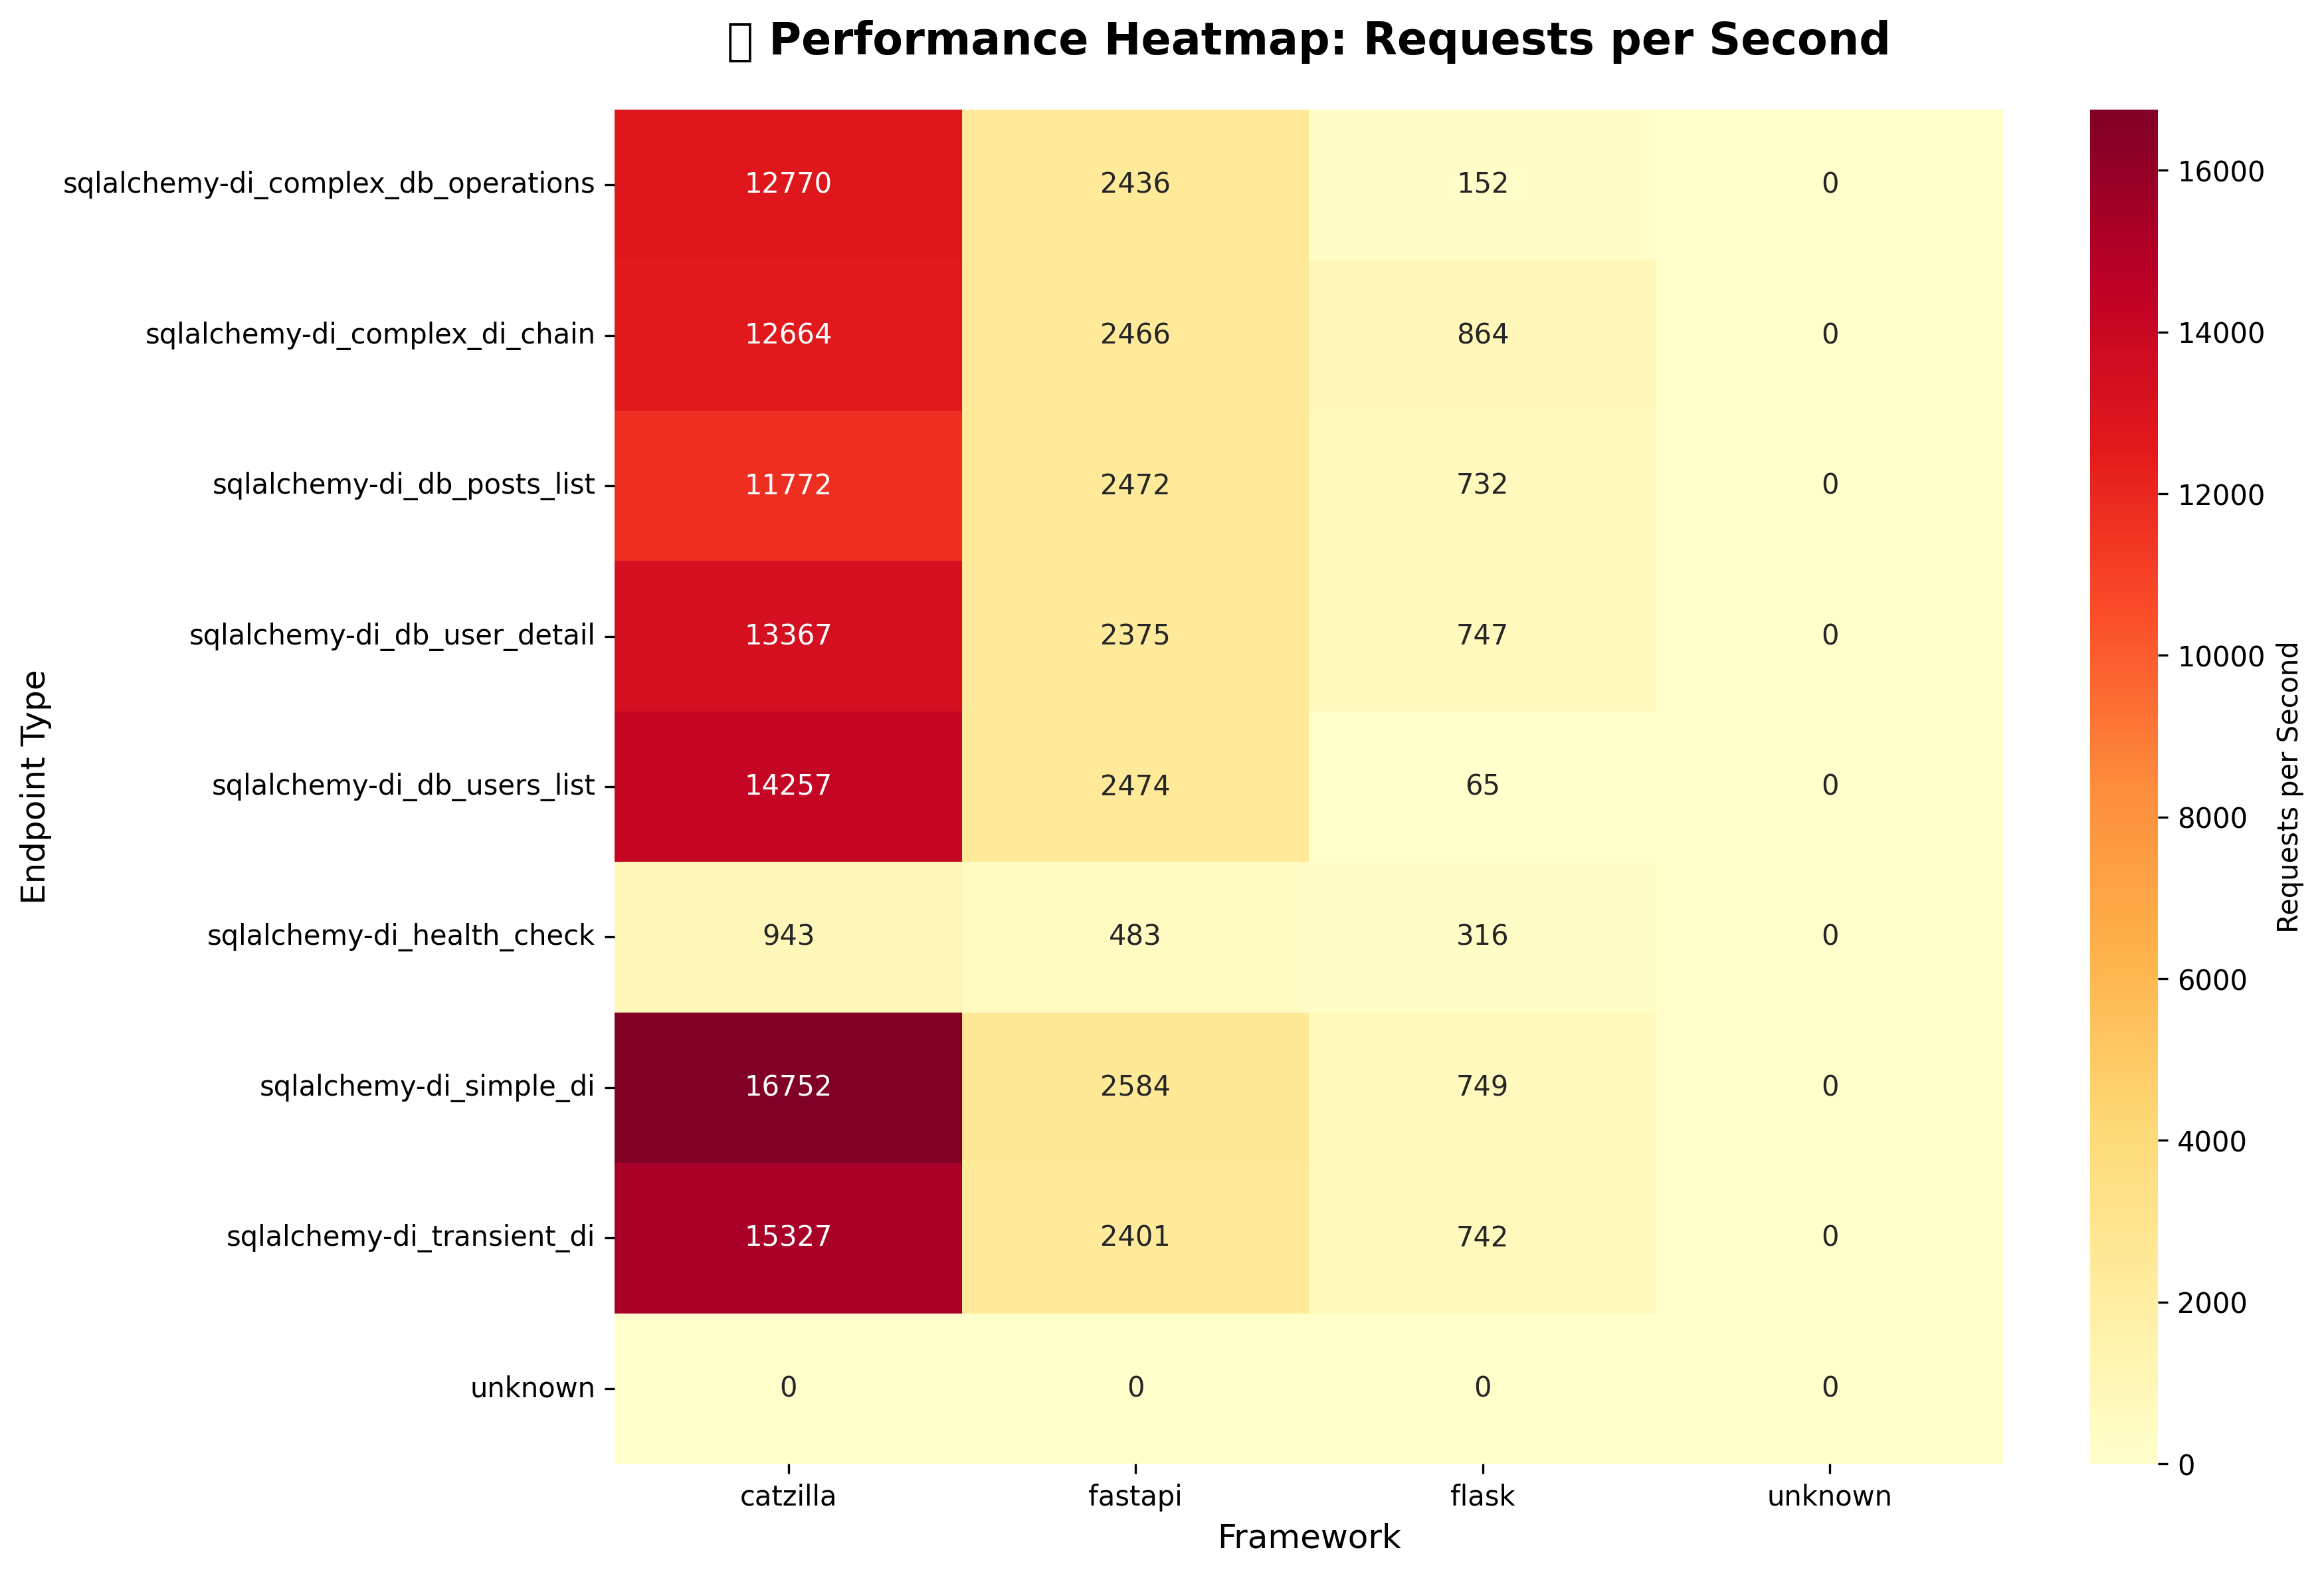 Performance Heatmap: Requests per Second
sqlalchemy-di_complex_db_operations 12770 2436 152 0
sqlalchemy-di_complex_di_chain 12664 2466 864 0
sqlalchemy-di_db_posts_list 11772 2472 732 0
sqlalchemy-di_db_user_detail 13367 2375 747 0
sqlalchemy-di_db_users_list 14257 2474 65 0
sqlalchemy-di_health_check 943 483 316 0
sqlalchemy-di_simple_di 16752 2584 749 0
sqlalchemy-di_transient_di 15327 2401 742 0
unknown 0 0 0 0
catzilla fastapi flask unknown
Framework
Endpoint Type
16000
14000
12000
10000
8000
6000
4000
2000
0
Requests per Second